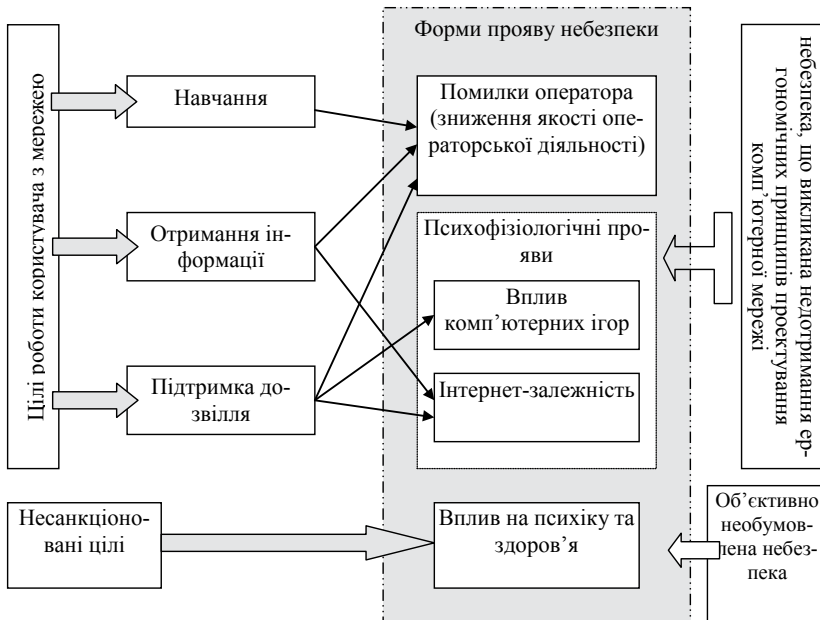 Форми прояву небезпеки
Цілі роботи користувача з мережею
Навчання
Отримання ін-
формації
Підтримка до-
звілля
Помилки оператора
(зниження якості опе-
раторської діяльності)
Психофізіологічні про-
яви
Вплив
комп’ютерних ігор
Інтернет-залежність
небезпека, що викликана недотримання ер-
гономічних принципів проектування
комп’ютерної мережі
Несанкціоно-
вані цілі
Вплив на психіку та
здоров’я
Об’єктивно
необумов-
лена небез-
пека